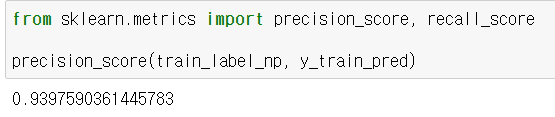 from sklearn.metrics import precision_score, recall_score
precision_score(train_label_np, y_train_pred)
0.9397590361445783